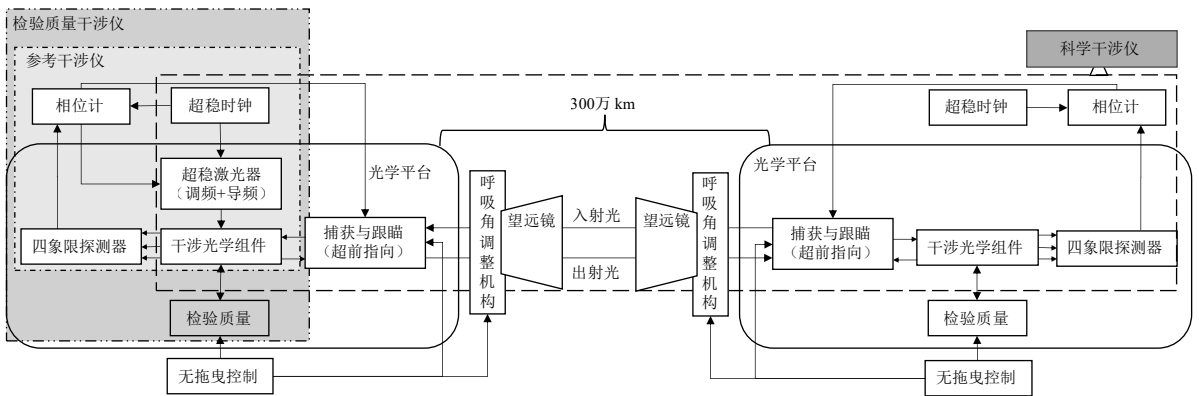 检验质量干涉仪
参考干涉仪
相位计
超稳时钟
超稳激光器
(调频+导频)
四象限探测器
干涉光学组件
检验质量
无拖曳控制
光学平台
捕获与跟瞄
(超前指向)
呼吸角调整机构
望远镜
300万 km
入射光
出射光
望远镜
呼吸角调整机构
科学干涉仪
超稳时钟
相位计
光学平台
捕获与跟瞄
(超前指向)
干涉光学组件
四象限探测器
检验质量
无拖曳控制